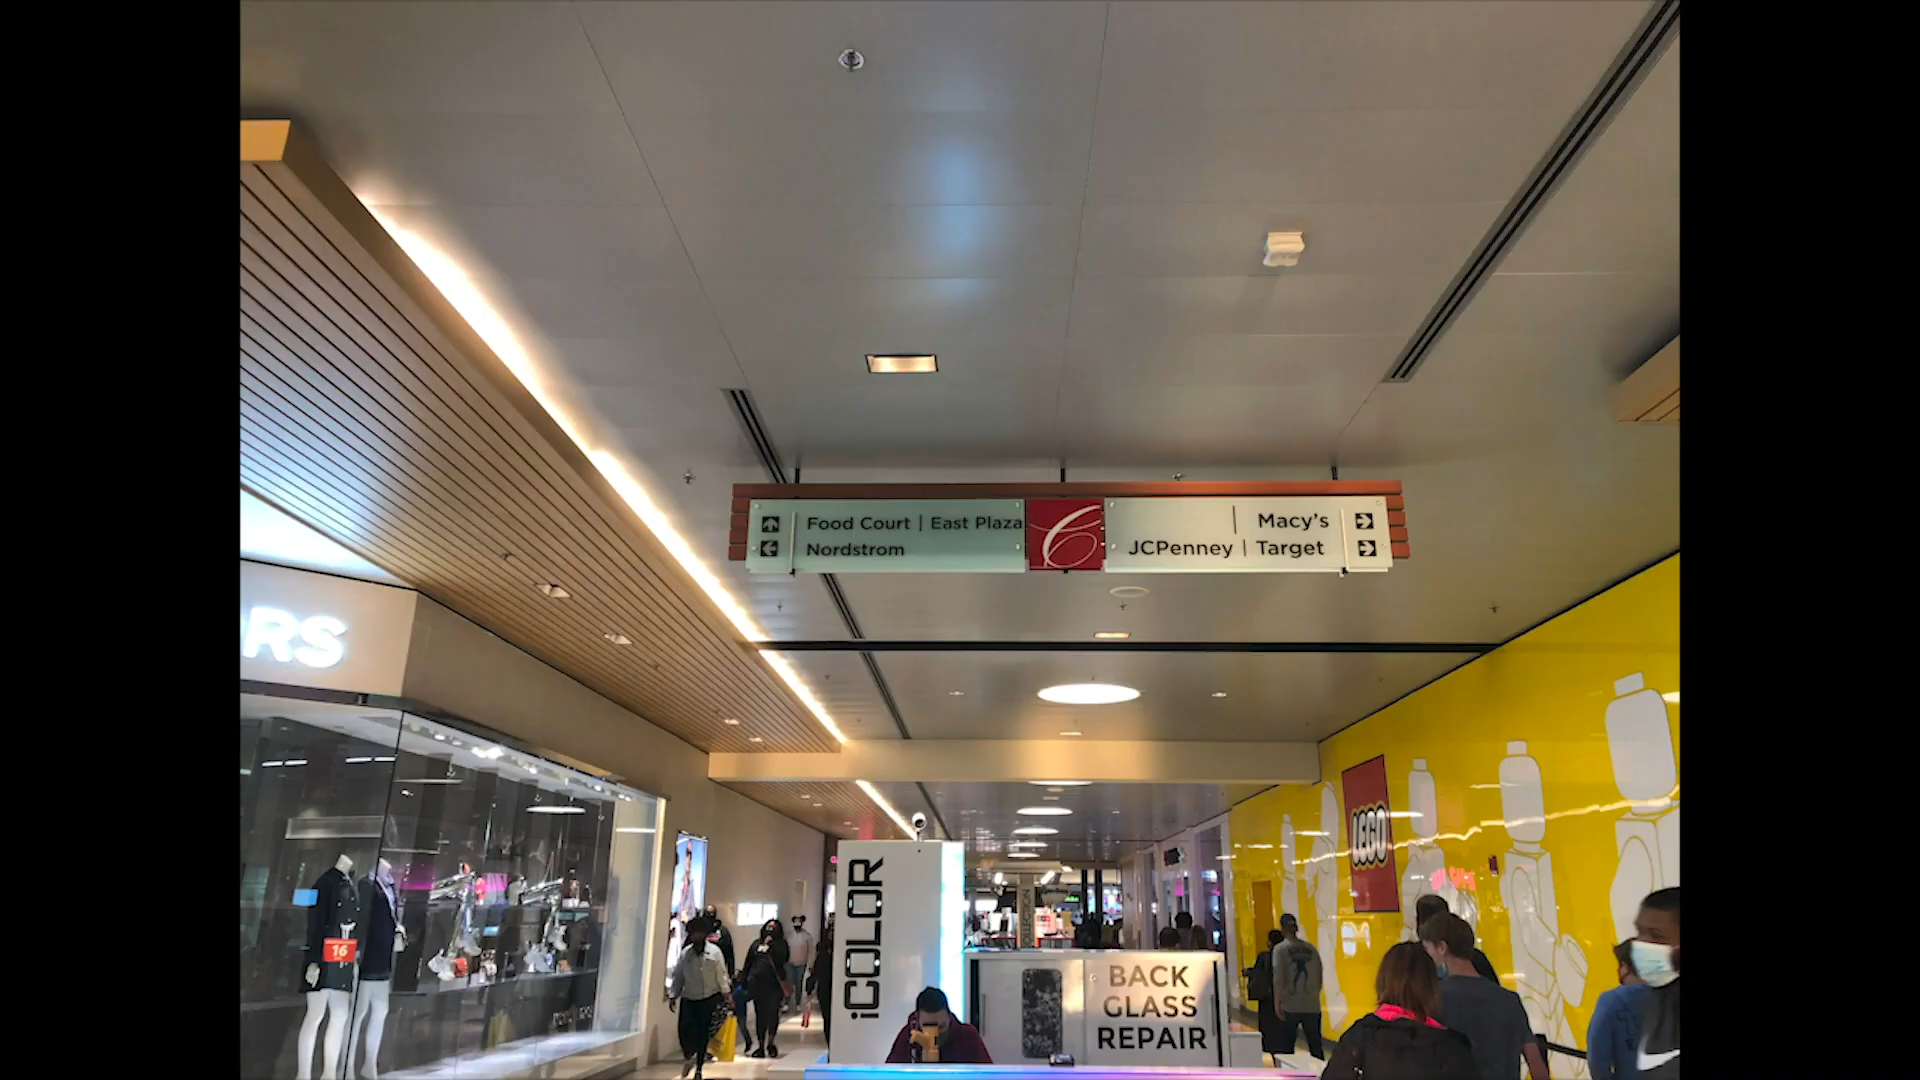 Food Court | East Plaza
Nordstrom
C
Macy's
JCPenney | Target
RS
LEGO
iCOLOR
BACK
GLASS
REPAIR
16